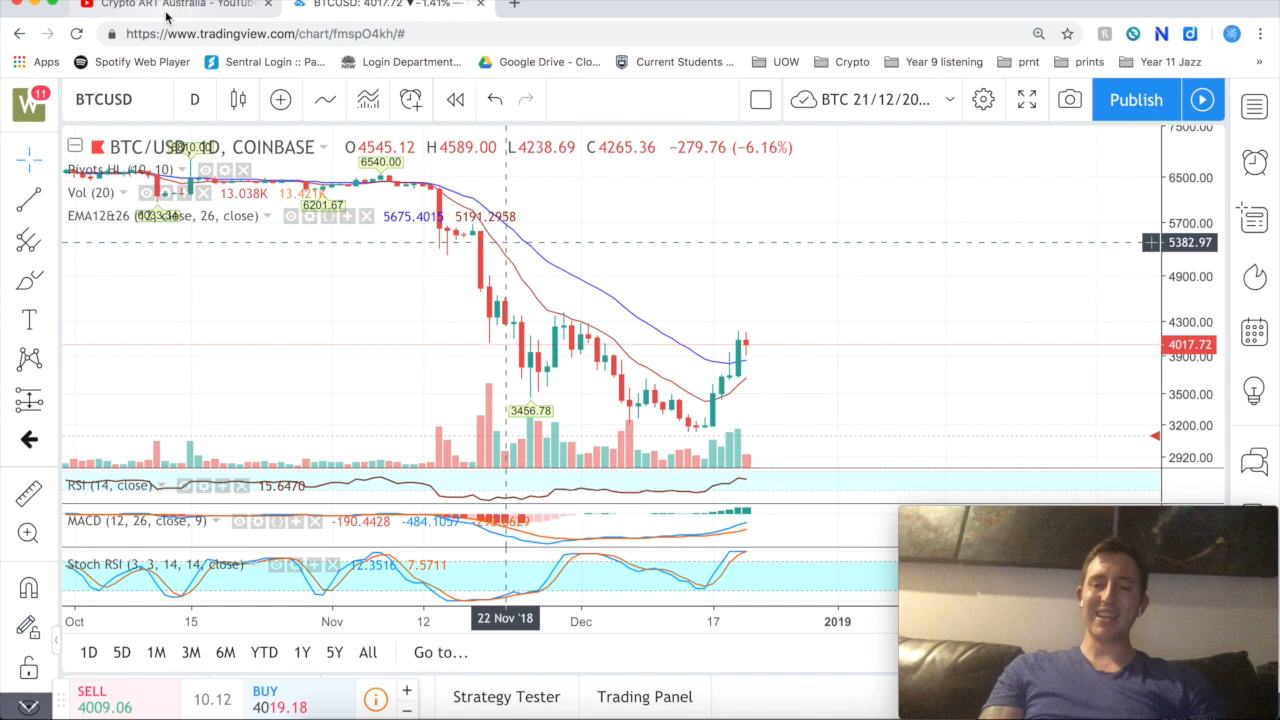 Crypto ART Australia - YouTube
BTCUSD: 4017.72 ▼ −1.41% —
https://www.tradingview.com/chart/fmspO4kh/#
Apps Spotify Web Player Sentral Login :: Pa... Login Department... Google Drive - Clo... Current Students ... UOW Crypto Year 9 listening prnt prints Year 11 Jazz »
W 11 BTCUSD D BTC 21/12/20... Publish
BTC/USD, 1D, COINBASE O4545.12 H4589.00 L4238.69 C4265.36 −279.76 (−6.16%)
6540.00
Pivots HL (10, 10)
Vol (20) 13.038K 13.421K
6201.67
EMA12&26 (12, close, 26, close) 5675.4015 5191.2958
7500.00
6500.00
5700.00
5382.97
4900.00
4300.00
4017.72
3900.00
3500.00
3456.78
3200.00
2920.00
RSI (14, close) 15.6470
MACD (12, 26, close, 9) −190.4428 −484.1057
Stoch RSI (3, 3, 14, 14, close) 12.3516 7.5711
Oct 15 Nov 12 22 Nov '18 Dec 17 2019
1D 5D 1M 3M 6M YTD 1Y 5Y All Go to...
SELL 4009.06 10.12 BUY 4019.18 Strategy Tester Trading Panel